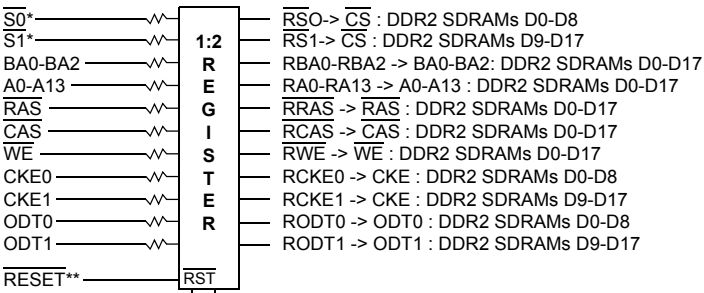 S0* RSO-> CS : DDR2 SDRAMs D0-D8
S1* 1:2 RS1-> CS : DDR2 SDRAMs D9-D17
BA0-BA2 R RBA0-RBA2 -> BA0-BA2: DDR2 SDRAMs D0-D17
A0-A13 E RA0-RA13 -> A0-A13 : DDR2 SDRAMs D0-D17
RAS G RRAS -> RAS : DDR2 SDRAMs D0-D17
CAS I RCAS -> CAS : DDR2 SDRAMs D0-D17
WE S RWE -> WE : DDR2 SDRAMs D0-D17
CKE0 T RCKE0 -> CKE : DDR2 SDRAMs D0-D8
CKE1 E RCKE1 -> CKE : DDR2 SDRAMs D9-D17
ODT0 R RODT0 -> ODT0 : DDR2 SDRAMs D0-D8
ODT1 RODT1 -> ODT1 : DDR2 SDRAMs D9-D17
RESET** RST